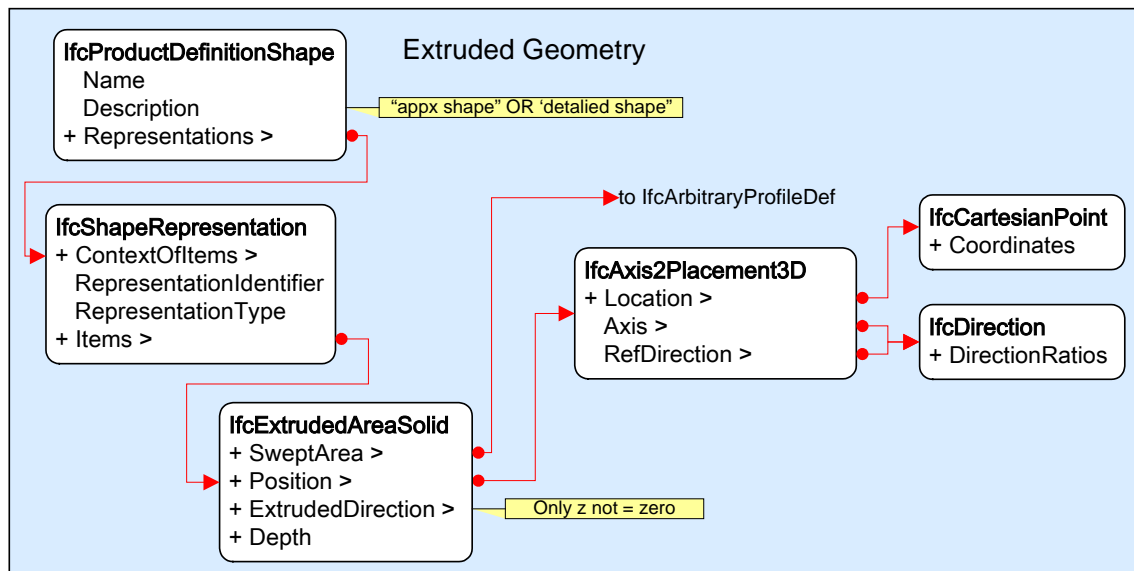 Extruded Geometry
IfcProductDefinitionShape
Name
Description
+ Representations >
“appx shape” OR ‘detalied shape”
to IfcArbitraryProfileDef
IfcShapeRepresentation
+ ContextOfItems >
RepresentationIdentifier
RepresentationType
+ Items >
IfcAxis2Placement3D
+ Location >
Axis >
RefDirection >
IfcCartesianPoint
+ Coordinates
IfcDirection
+ DirectionRatios
IfcExtrudedAreaSolid
+ SweptArea >
+ Position >
+ ExtrudedDirection >
+ Depth
Only z not = zero